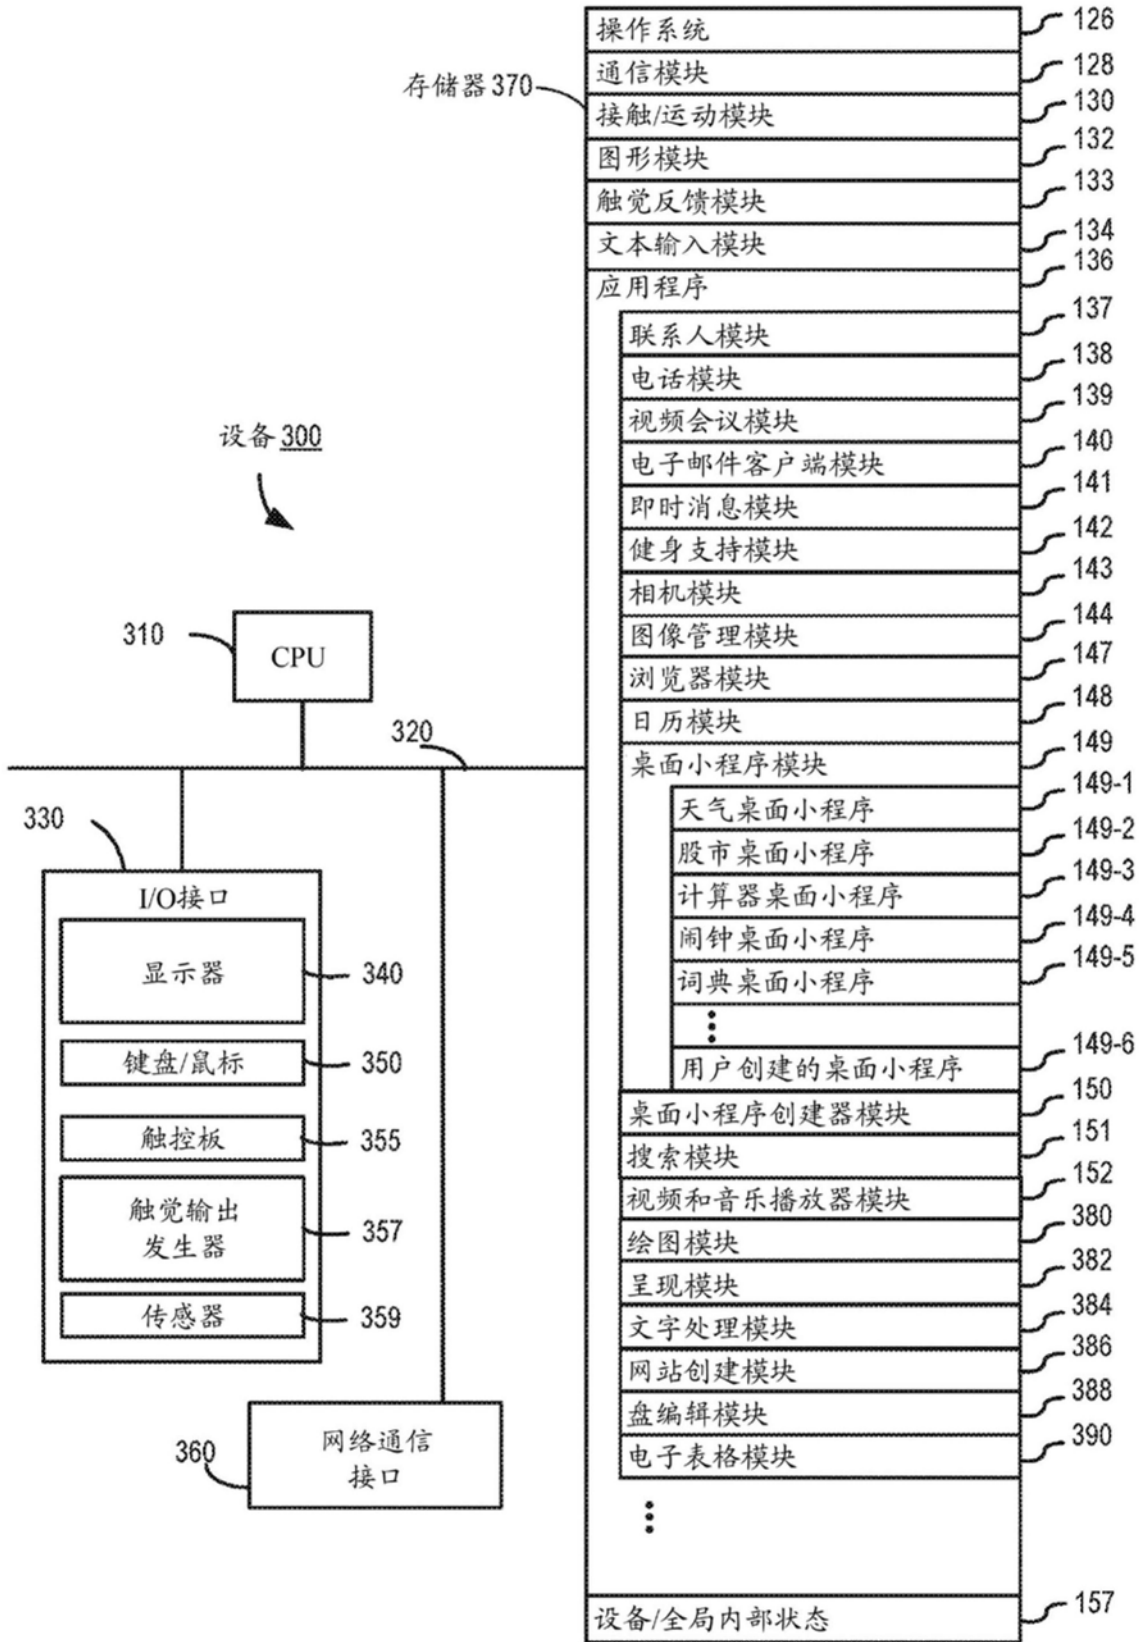 操作系统 126
通信模块 128
存储器 370
接触/运动模块 130
图形模块 132
触觉反馈模块 133
文本输入模块 134
应用程序 136
联系人模块 137
电话模块 138
视频会议模块 139
电子邮件客户端模块 140
即时消息模块 141
健身支持模块 142
相机模块 143
图像管理模块 144
浏览器模块 147
日历模块 148
桌面小程序模块 149
天气桌面小程序 149-1
股市桌面小程序 149-2
计算器桌面小程序 149-3
闹钟桌面小程序 149-4
词典桌面小程序 149-5
用户创建的桌面小程序 149-6
桌面小程序创建器模块 150
搜索模块 151
视频和音乐播放器模块 152
绘图模块 380
呈现模块 382
文字处理模块 384
网站创建模块 386
盘编辑模块 388
电子表格模块 390
设备/全局内部状态 157
设备 300
310
CPU
320
330
I/O接口
显示器 340
键盘/鼠标 350
触控板 355
触觉输出
发生器 357
传感器 359
360
网络通信
接口